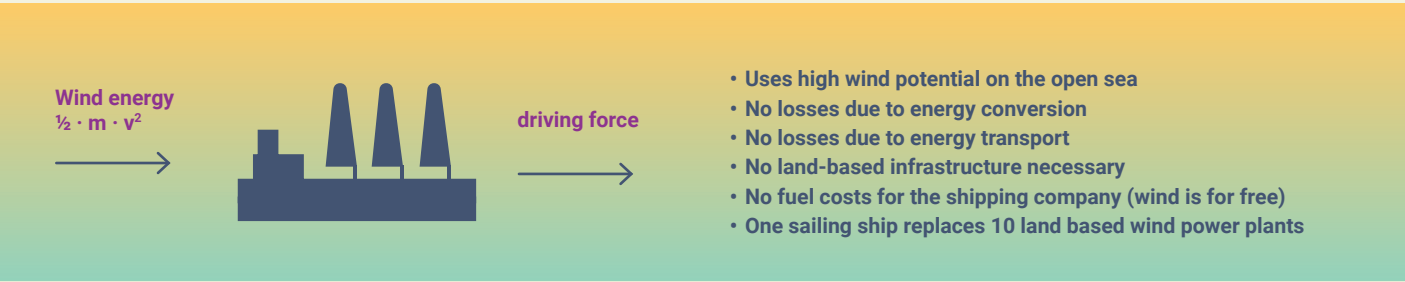 Wind energy
½ · m · v²
driving force
• Uses high wind potential on the open sea
• No losses due to energy conversion
• No losses due to energy transport
• No land-based infrastructure necessary
• No fuel costs for the shipping company (wind is for free)
• One sailing ship replaces 10 land based wind power plants